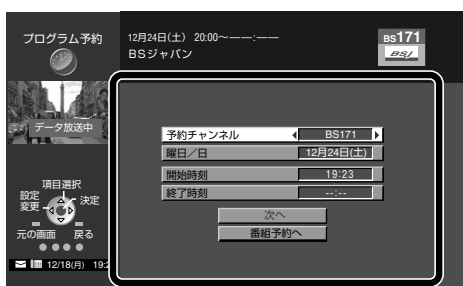 プログラム予約
12月24日(土) 20:00〜――:――
BSジャパン
BS171
BSJ
データ放送中
予約チャンネル BS171
曜日／日 12月24日(土)
開始時刻 19:23
終了時刻 --:--
次へ
番組予約へ
項目選択
設定
変更
決定
元の画面 戻る
12/18(月) 19:2